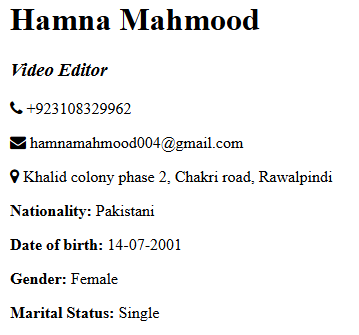 Hamna Mahmood
Video Editor
+923108329962
hamnamahmood004@gmail.com
Khalid colony phase 2, Chakri road, Rawalpindi
Nationality: Pakistani
Date of birth: 14-07-2001
Gender: Female
Marital Status: Single